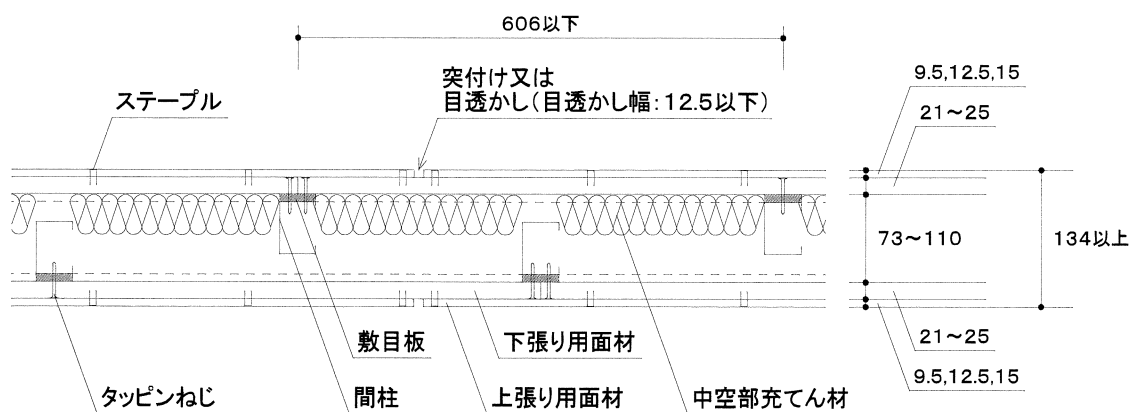 606以下
突付け又は
目透かし(目透かし幅:12.5以下)
ステープル
9.5,12.5,15
21~25
73~110
134以上
敷目板
下張り用面材
21~25
9.5,12.5,15
タッピンねじ
間柱
上張り用面材
中空部充てん材